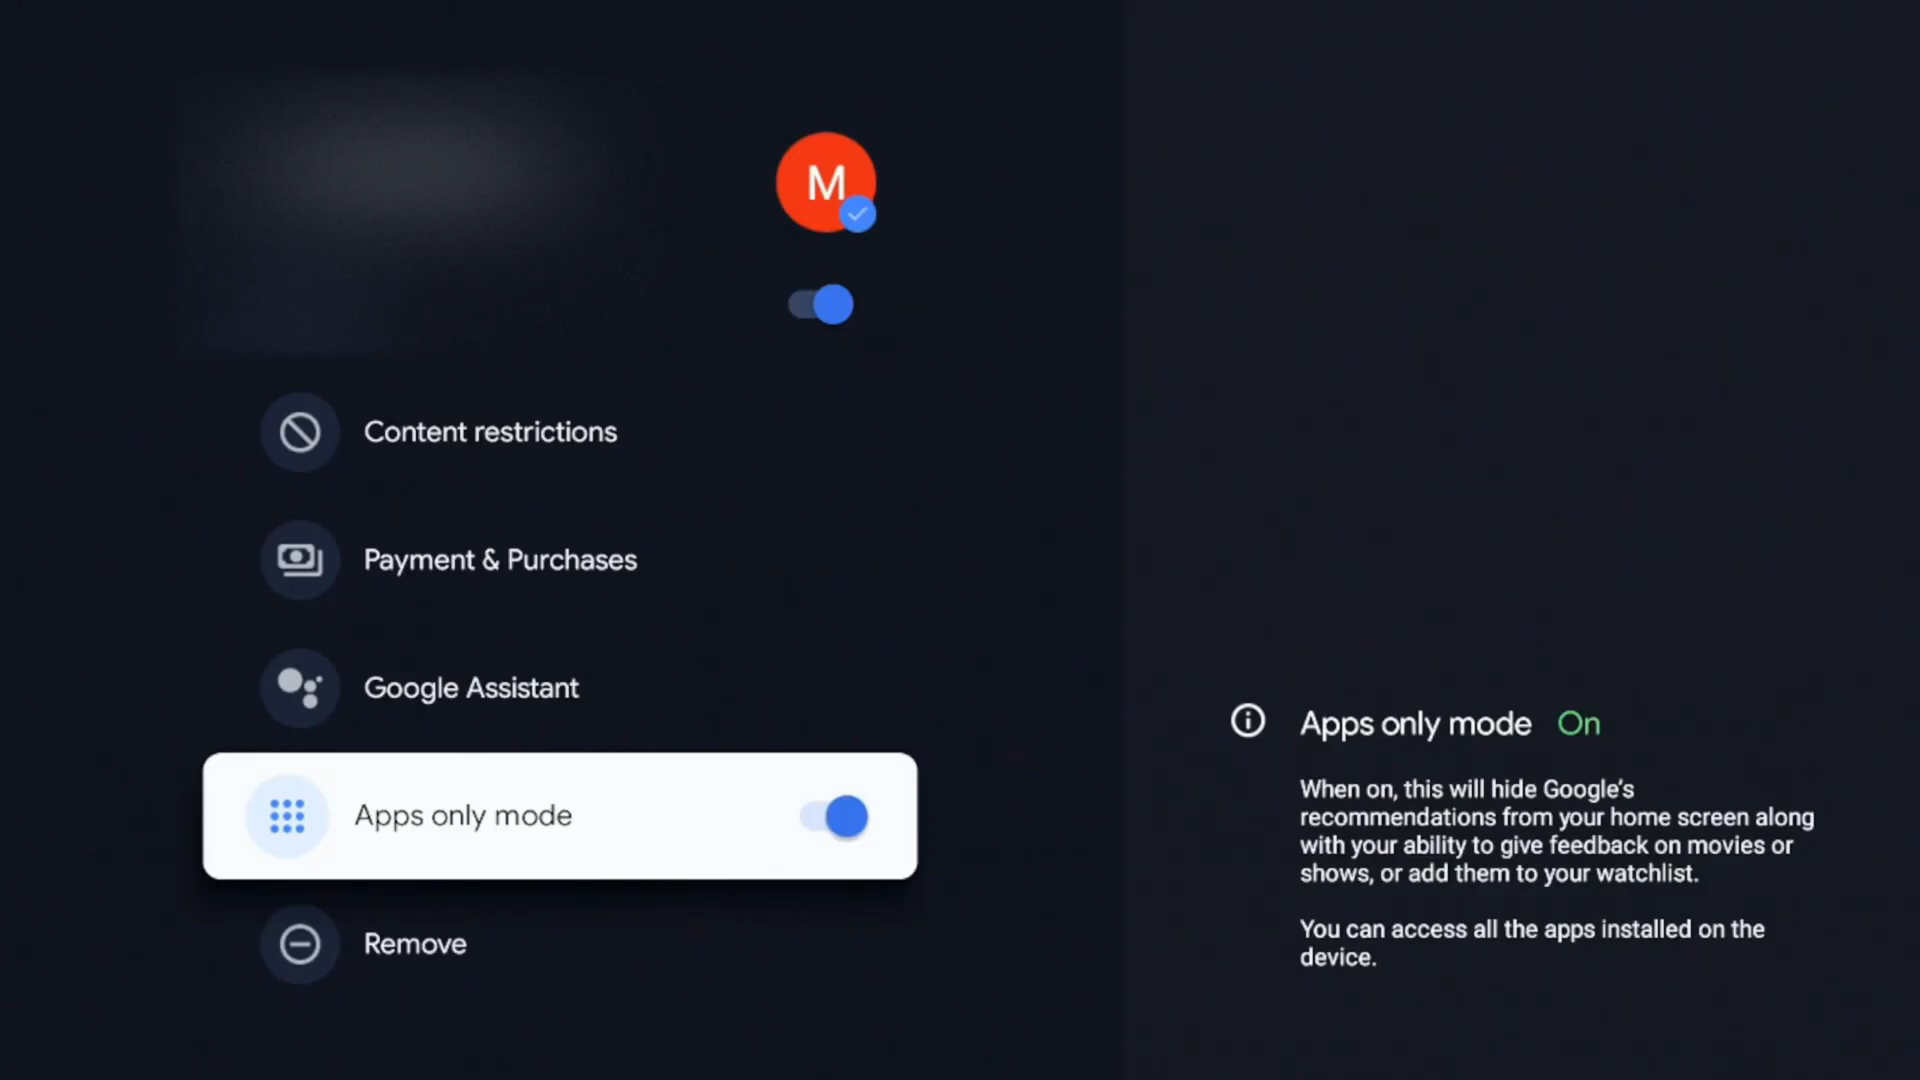 M
Content restrictions
Payment & Purchases
Google Assistant
Apps only mode
Remove
Apps only mode On
When on, this will hide Google's
recommendations from your home screen along
with your ability to give feedback on movies or
shows, or add them to your watchlist.
You can access all the apps installed on the
device.